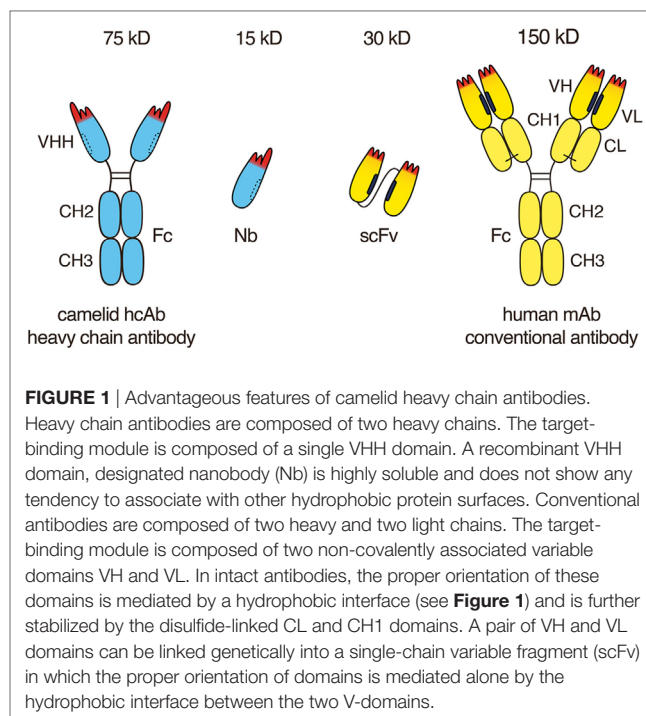 75 kD 15 kD 30 kD 150 kD
VH
VHH CH1 VL
CL
CH2 CH2
Fc Nb scFv Fc
CH3 CH3
camelid hcAb human mAb
heavy chain antibody conventional antibody
FIGURE 1 | Advantageous features of camelid heavy chain antibodies.
Heavy chain antibodies are composed of two heavy chains. The target-
binding module is composed of a single VHH domain. A recombinant VHH
domain, designated nanobody (Nb) is highly soluble and does not show any
tendency to associate with other hydrophobic protein surfaces. Conventional
antibodies are composed of two heavy and two light chains. The target-
binding module is composed of two non-covalently associated variable
domains VH and VL. In intact antibodies, the proper orientation of these
domains is mediated by a hydrophobic interface (see Figure 1) and is further
stabilized by the disulfide-linked CL and CH1 domains. A pair of VH and VL
domains can be linked genetically into a single-chain variable fragment (scFv)
in which the proper orientation of domains is mediated alone by the
hydrophobic interface between the two V-domains.